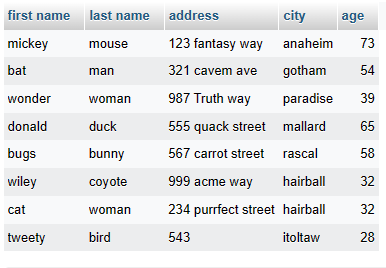 first name last name address city age
mickey mouse 123 fantasy way anaheim 73
bat man 321 cavem ave gotham 54
wonder woman 987 Truth way paradise 39
donald duck 555 quack street mallard 65
bugs bunny 567 carrot street rascal 58
wiley coyote 999 acme way hairball 32
cat woman 234 purrfect street hairball 32
tweety bird 543 itoltaw 28